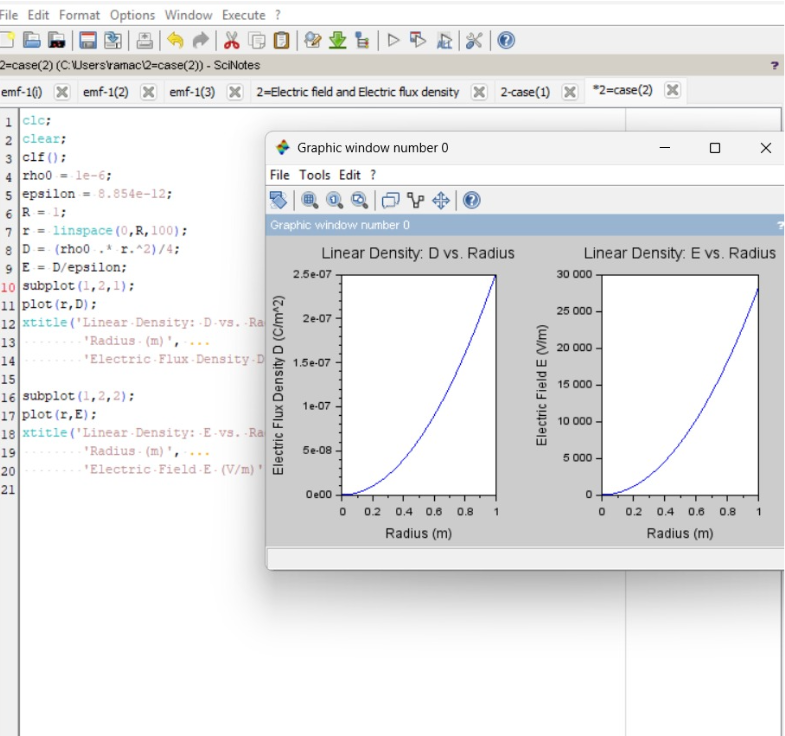 File Edit Format Options Window Execute ?
2=case(2) (C:\Users\ramac\2=case(2)) - SciNotes
?
emf-1(i) emf-1(2) emf-1(3) 2=Electric field and Electric flux density 2-case(1) *2=case(2)
1 clc;
2 clear;
3 clf();
4 rho0 = 1e-6;
5 epsilon = 8.854e-12;
6 R = 1;
7 r = linspace(0,R,100);
8 D = (rho0 .* r.^2)/4;
9 E = D/epsilon;
10 subplot(1,2,1);
11 plot(r,D);
12 xtitle('Linear Density: D vs. Ra
13 'Radius (m)', ...
14 'Electric Flux Density D
15
16 subplot(1,2,2);
17 plot(r,E);
18 xtitle('Linear Density: E vs. Ra
19 'Radius (m)', ...
20 'Electric Field E (V/m)'
21
Graphic window number 0
File Tools Edit ?
Graphic window number 0
?
Linear Density: D vs. Radius
Electric Flux Density D (C/m^2)
2.5e-07
2e-07
1.5e-07
1e-07
5e-08
0e00
0 0.2 0.4 0.6 0.8 1
Radius (m)
Linear Density: E vs. Radius
Electric Field E (V/m)
30 000
25 000
20 000
15 000
10 000
5 000
0
0 0.2 0.4 0.6 0.8 1
Radius (m)